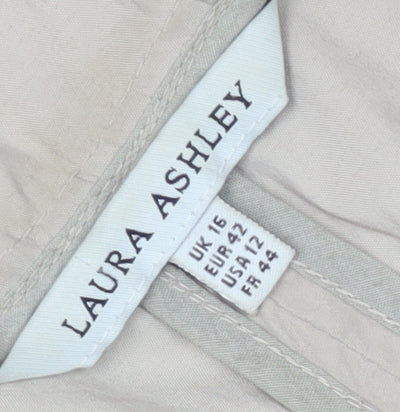 LAURA ASHLEY
UK 16
EUR 42
USA 12
FR 44